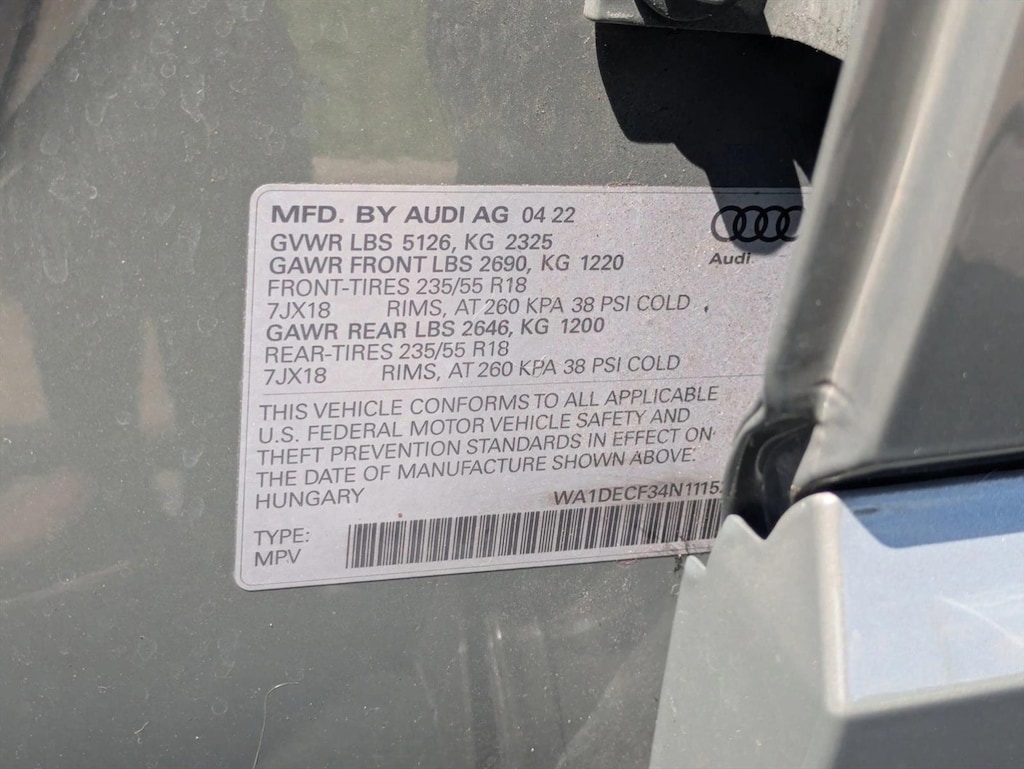 MFD. BY AUDI AG 04 22
GVWR LBS 5126, KG 2325
GAWR FRONT LBS 2690, KG 1220
FRONT-TIRES 235/55 R18
7JX18 RIMS, AT 260 KPA 38 PSI COLD
GAWR REAR LBS 2646, KG 1200
REAR-TIRES 235/55 R18
7JX18 RIMS, AT 260 KPA 38 PSI COLD
Audi
THIS VEHICLE CONFORMS TO ALL APPLICABLE
U.S. FEDERAL MOTOR VEHICLE SAFETY AND
THEFT PREVENTION STANDARDS IN EFFECT ON
THE DATE OF MANUFACTURE SHOWN ABOVE.
HUNGARY WA1DECF34N1115
TYPE:
MPV